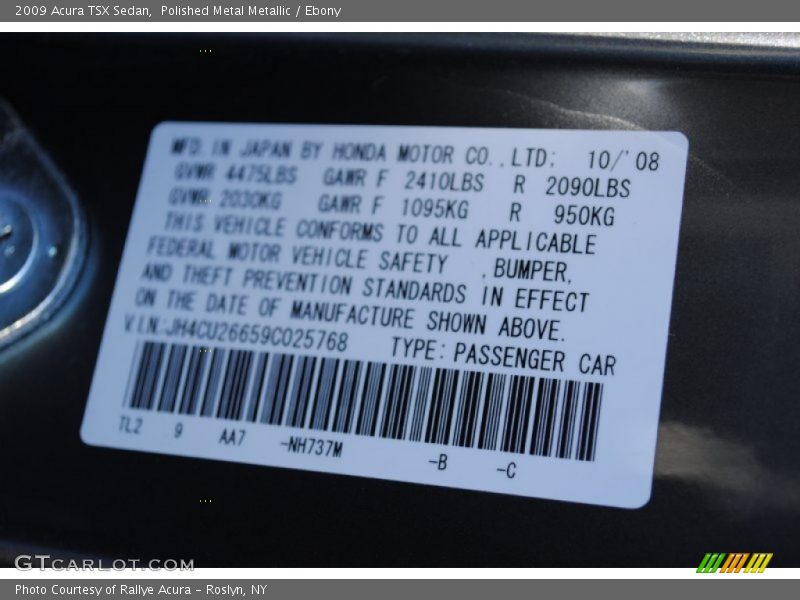 2009 Acura TSX Sedan,  Polished Metal Metallic / Ebony
MFD. IN JAPAN BY HONDA MOTOR CO.,LTD; 10/'08
GVWR 4475LBS GAWR F 2410LBS R 2090LBS
GVWR 2030KG GAWR F 1095KG R 950KG
THIS VEHICLE CONFORMS TO ALL APPLICABLE
FEDERAL MOTOR VEHICLE SAFETY ,BUMPER,
AND THEFT PREVENTION STANDARDS IN EFFECT
ON THE DATE OF MANUFACTURE SHOWN ABOVE.
V.I.N:JH4CU26659C025768 TYPE: PASSENGER CAR
TL2 9 AA7 -NH737M -B -C
GTCARLOT.COM
Photo Courtesy of Rallye Acura – Roslyn, NY